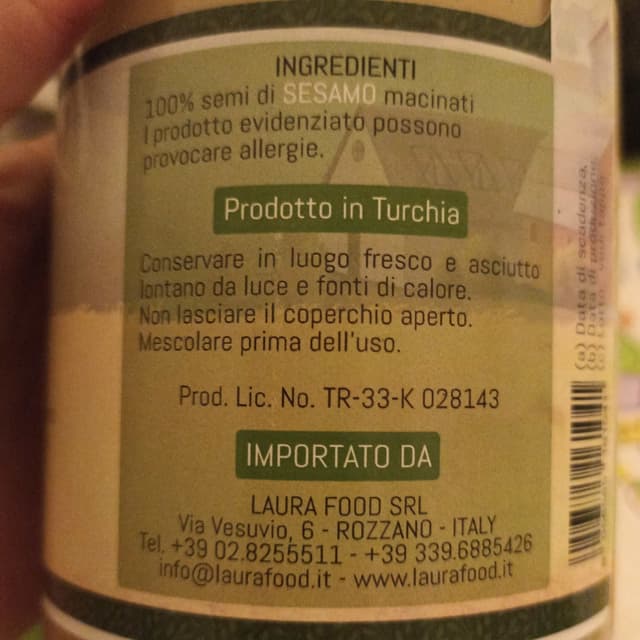 INGREDIENTI
100% semi di SESAMO macinati
I prodotto evidenziato possono
provocare allergie.
Prodotto in Turchia
Conservare in luogo fresco e asciutto
lontano da luce e fonti di calore.
Non lasciare il coperchio aperto.
Mescolare prima dell'uso.
Prod. Lic. No. TR-33-K 028143
IMPORTATO DA
LAURA FOOD SRL
Via Vesuvio, 6 - ROZZANO - ITALY
Tel. +39 02.8255511 - +39 339.6885426
info@laurafood.it - www.laurafood.it
(a) Data di scadenza,
Data di